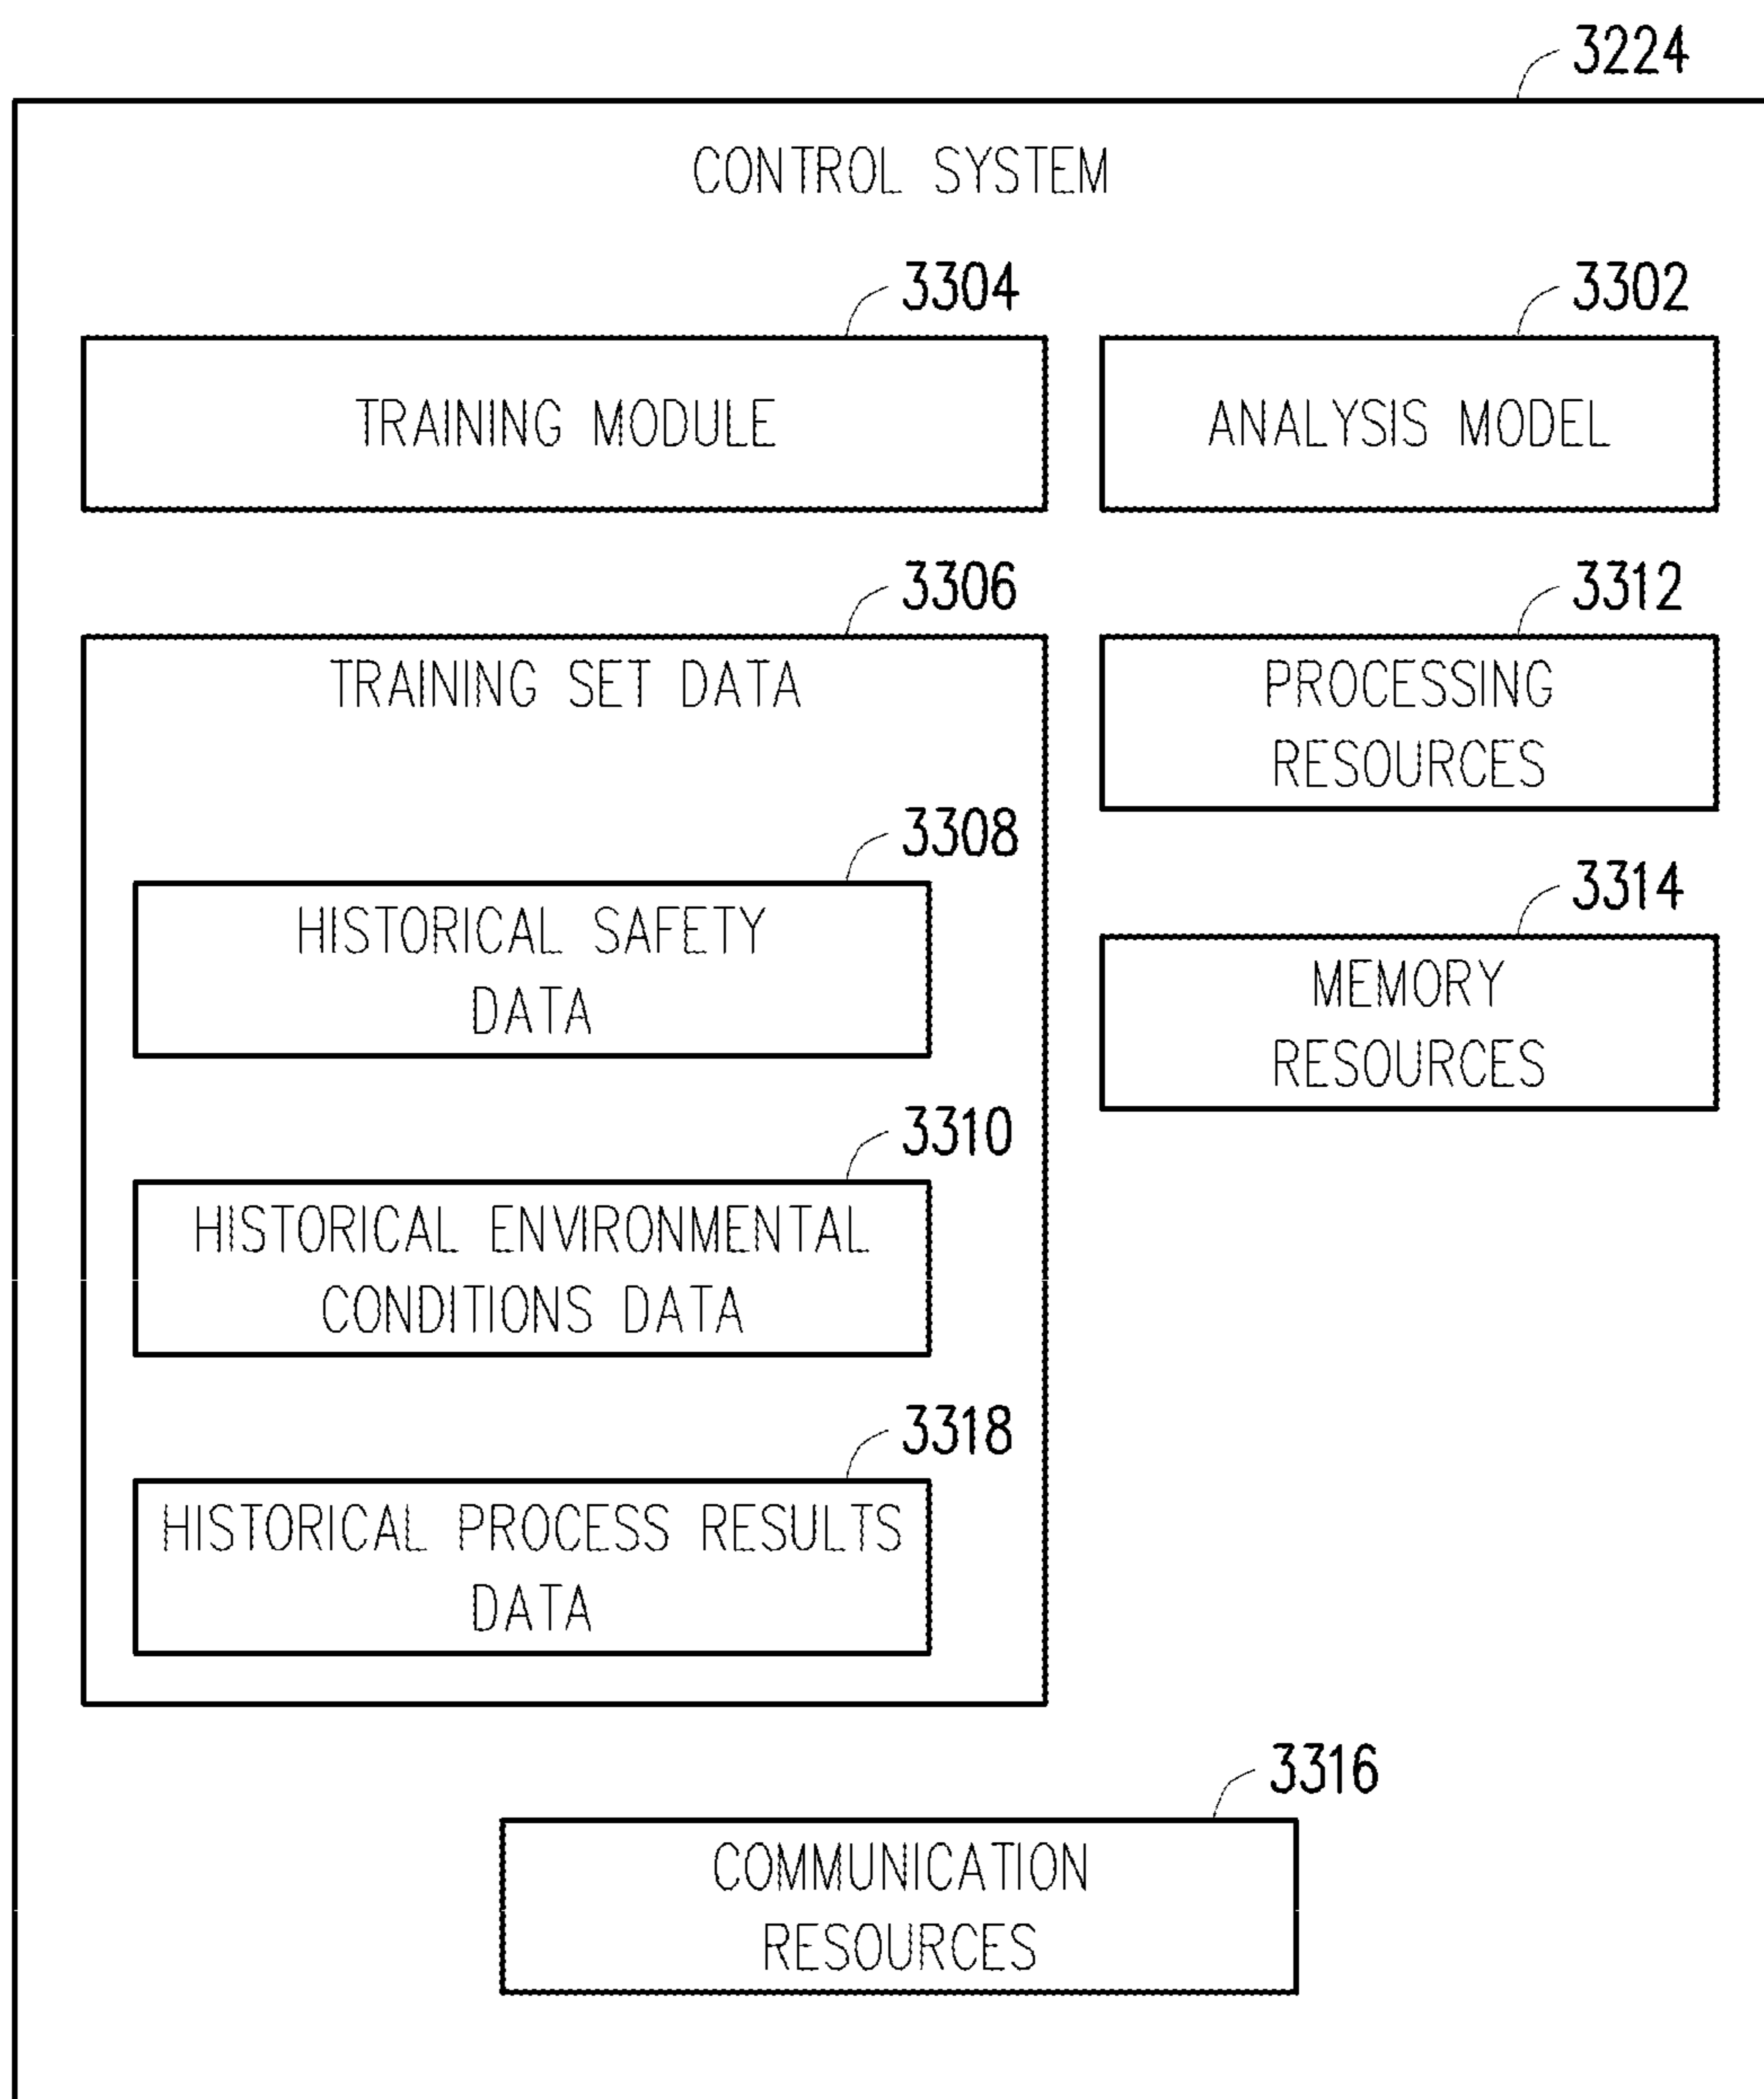 3224
CONTROL SYSTEM
3304
TRAINING MODULE
3302
ANALYSIS MODEL
3306
TRAINING SET DATA
3308
HISTORICAL SAFETY
DATA
3310
HISTORICAL ENVIRONMENTAL
CONDITIONS DATA
3318
HISTORICAL PROCESS RESULTS
DATA
3312
PROCESSING
RESOURCES
3314
MEMORY
RESOURCES
3316
COMMUNICATION
RESOURCES